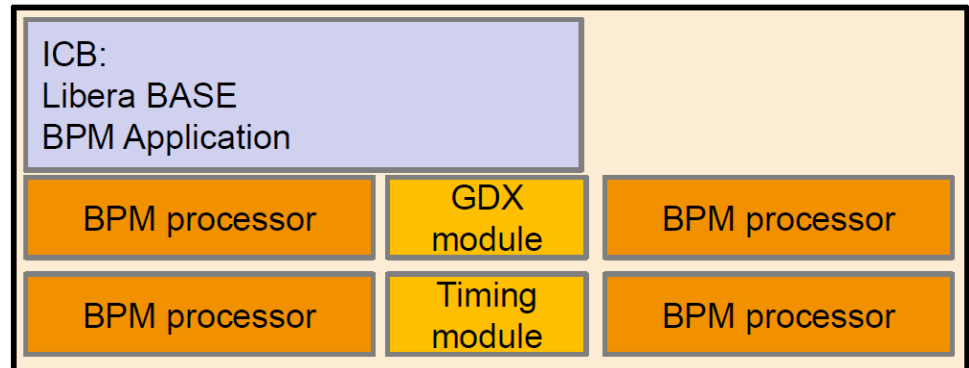 ICB:
Libera BASE
BPM Application
BPM processor
GDX
module
BPM processor
BPM processor
Timing
module
BPM processor